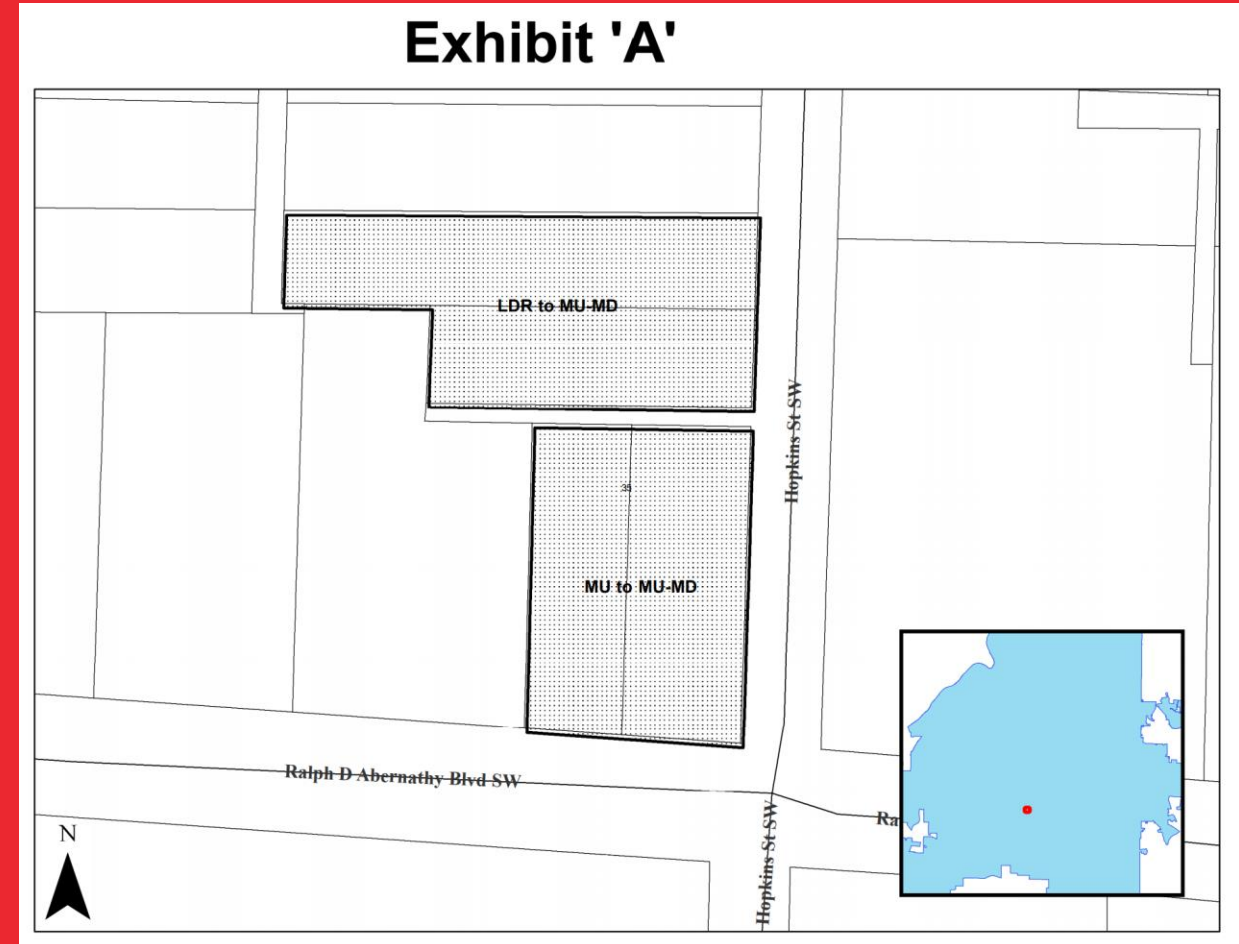 Exhibit 'A'
LDR to MU-MD
Hopkins St SW
35
MU to MU-MD
Ralph D Abernathy Blvd SW
Ra
Hopkins St SW
N